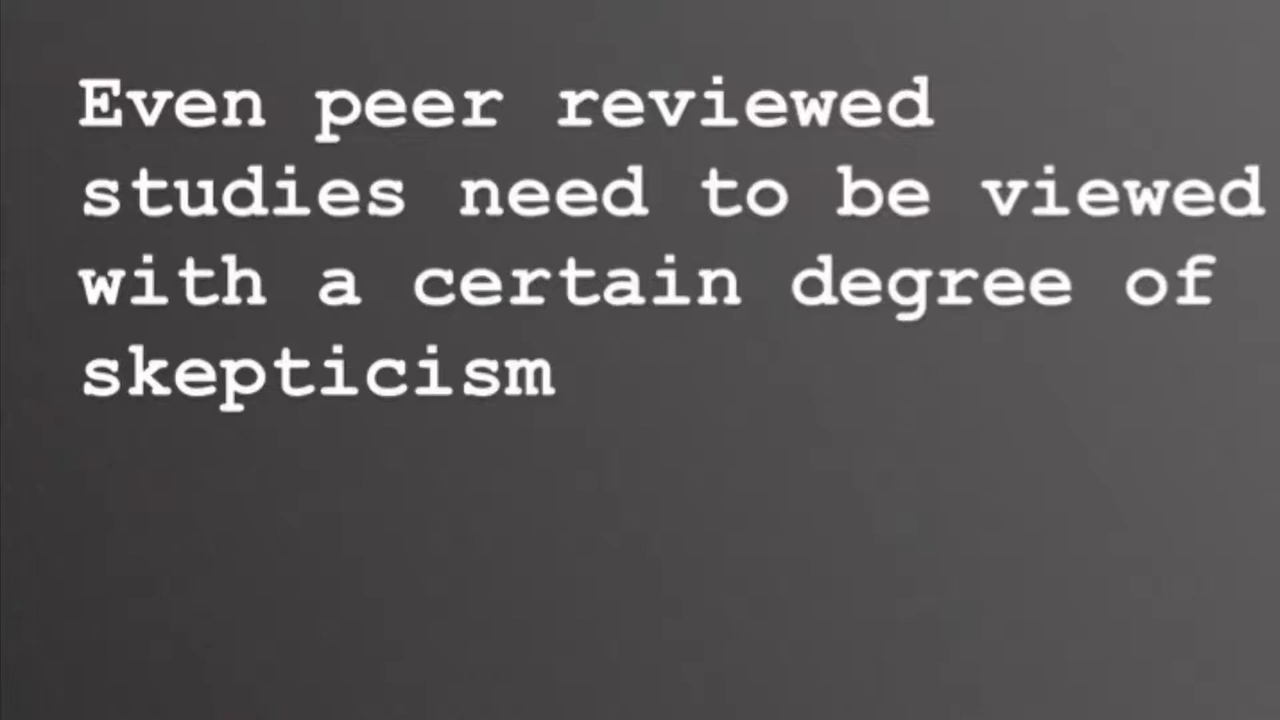 Even peer reviewed
studies need to be viewed
with a certain degree of
skepticism